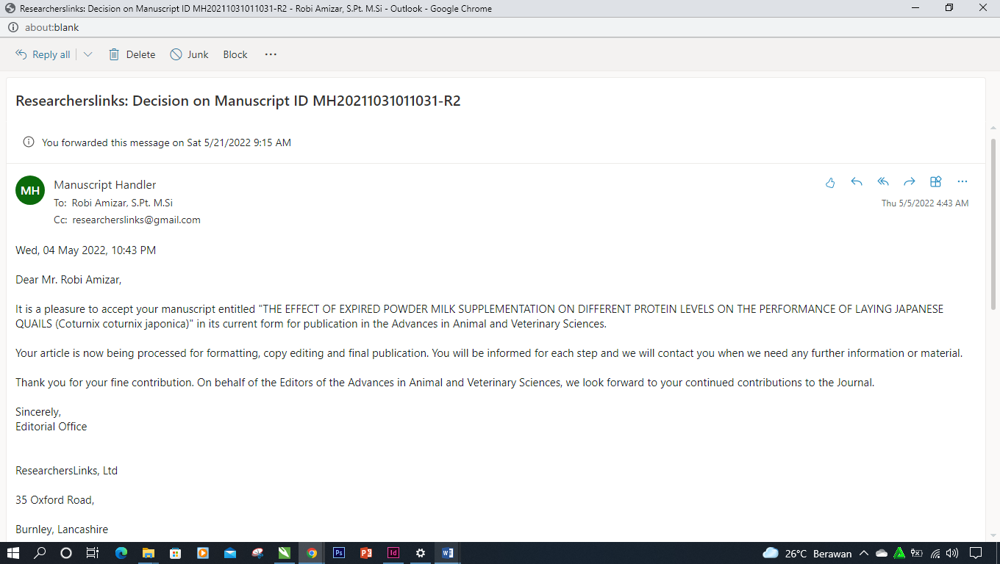 Researcherslinks: Decision on Manuscript ID MH20211031011031-R2 - Robi Amizar, S.Pt. M.Si - Outlook - Google Chrome
about:blank
Reply all
Delete
Junk
Block
Researcherslinks: Decision on Manuscript ID MH20211031011031-R2
You forwarded this message on Sat 5/21/2022 9:15 AM
MH
Manuscript Handler
To: Robi Amizar, S.Pt. M.Si
Cc: researcherslinks@gmail.com
Thu 5/5/2022 4:43 AM
Wed, 04 May 2022, 10:43 PM
Dear Mr. Robi Amizar,
It is a pleasure to accept your manuscript entitled "THE EFFECT OF EXPIRED POWDER MILK SUPPLEMENTATION ON DIFFERENT PROTEIN LEVELS ON THE PERFORMANCE OF LAYING JAPANESE
QUAILS (Coturnix coturnix japonica)" in its current form for publication in the Advances in Animal and Veterinary Sciences.
Your article is now being processed for formatting, copy editing and final publication. You will be informed for each step and we will contact you when we need any further information or material.
Thank you for your fine contribution. On behalf of the Editors of the Advances in Animal and Veterinary Sciences, we look forward to your continued contributions to the Journal.
Sincerely,
Editorial Office
ResearchersLinks, Ltd
35 Oxford Road,
Burnley, Lancashire
Ps
Id
26°C Berawan